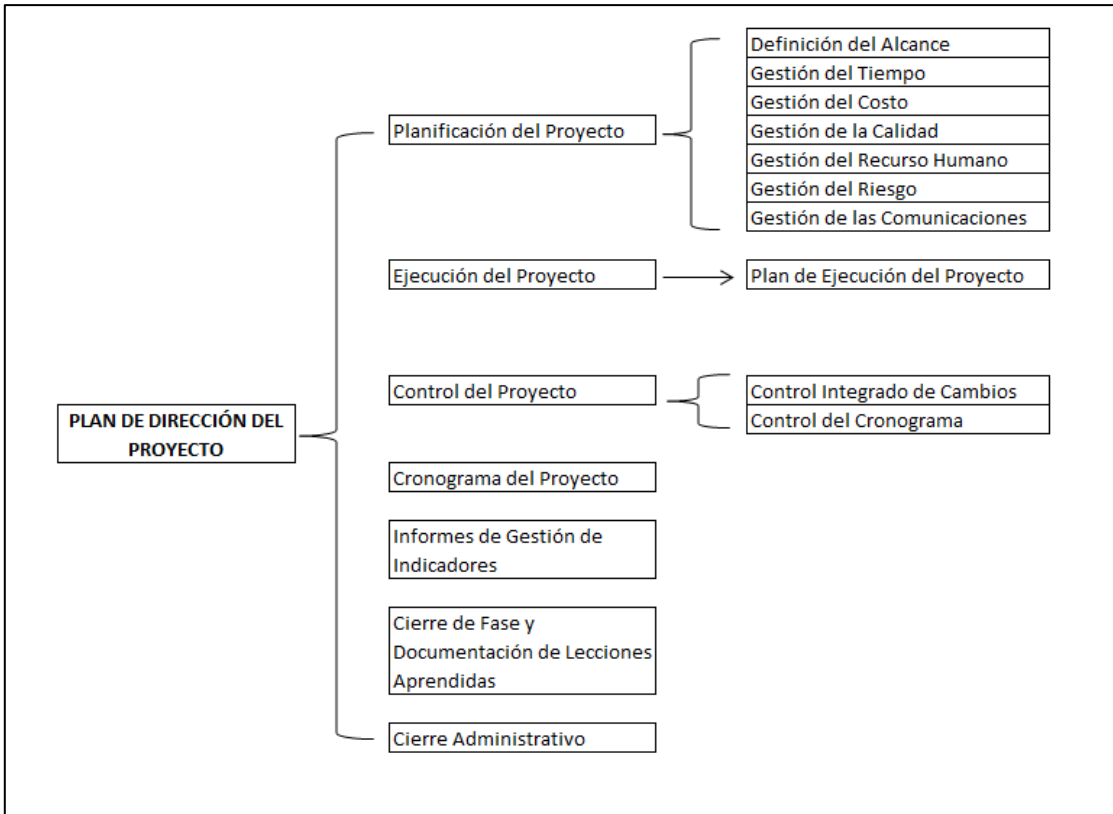 PLAN DE DIRECCIÓN DEL
PROYECTO
Planificación del Proyecto
Definición del Alcance
Gestión del Tiempo
Gestión del Costo
Gestión de la Calidad
Gestión del Recurso Humano
Gestión del Riesgo
Gestión de las Comunicaciones
Ejecución del Proyecto
Plan de Ejecución del Proyecto
Control del Proyecto
Control Integrado de Cambios
Control del Cronograma
Cronograma del Proyecto
Informes de Gestión de
Indicadores
Cierre de Fase y
Documentación de Lecciones
Aprendidas
Cierre Administrativo